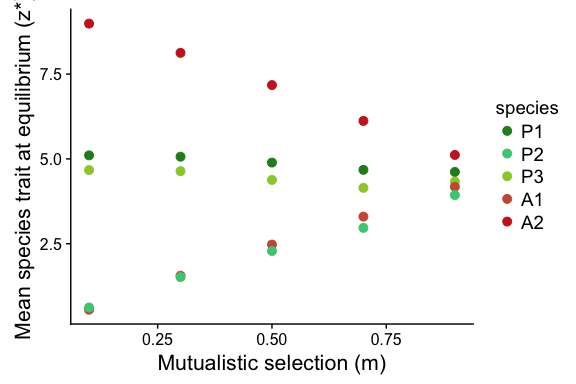 Mean species trait at equilibrium (z*
7.5
5.0
2.5
0.25
0.50
0.75
Mutualistic selection (m)
species
P1
P2
P3
A1
A2